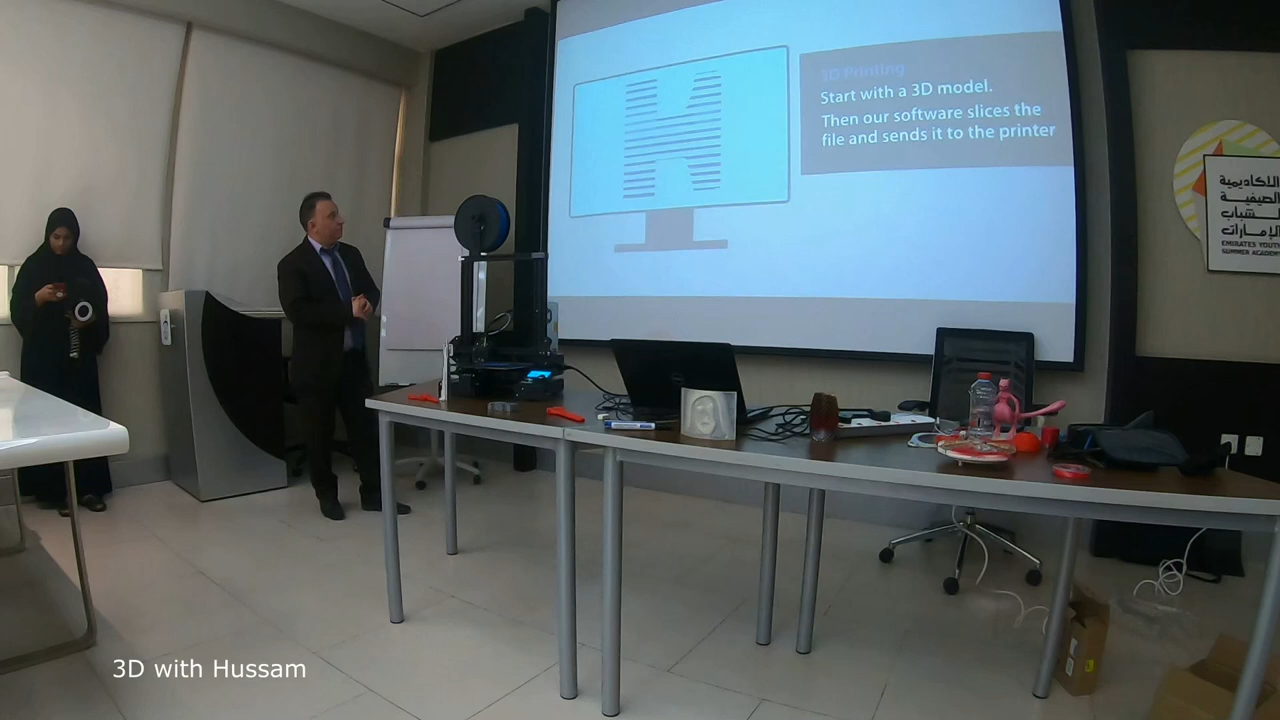 3D Printing
Start with a 3D model.
Then our software slices the
file and sends it to the printer
الأكاديمية
الصيفية
لشباب
الإمارات
EMIRATES YOUTH
SUMMER ACADEMY
3D with Hussam